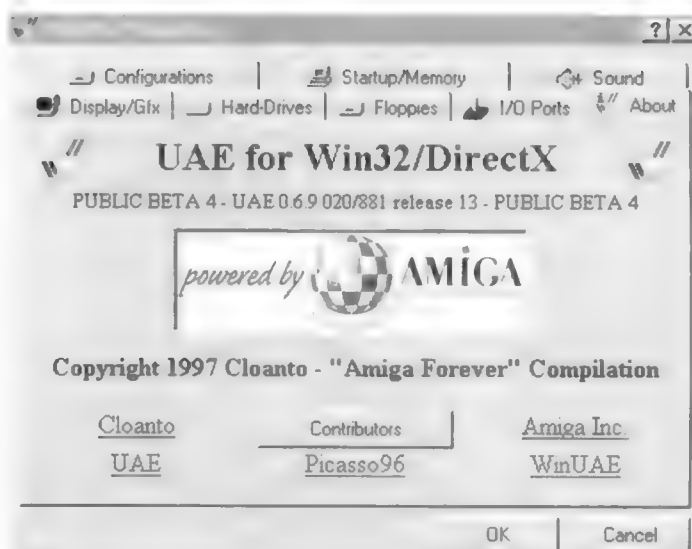 ? ×
Configurations | Startup/Memory | Sound
Display/Gfx | Hard-Drives | Floppies | I/O Ports About
UAE for Win32/DirectX
PUBLIC BETA 4 - UAE 0.6.9 020/881 release 13 - PUBLIC BETA 4
powered by AMIGA
Copyright 1997 Cloanto - "Amiga Forever" Compilation
Cloanto Contributors Amiga Inc.
UAE Picasso96 WinUAE
OK Cancel